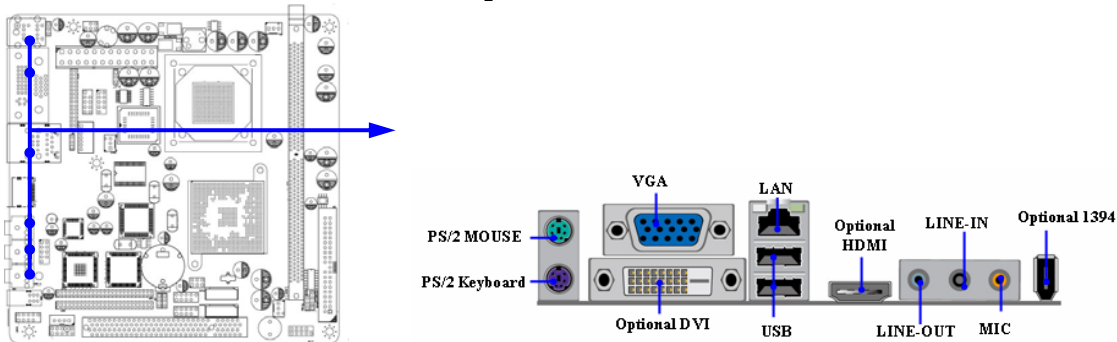 VGA
LAN
PS/2 MOUSE
PS/2 Keyboard
Optional DVI
USB
Optional
HDMI
LINE-IN
Optional 1394
LINE-OUT
MIC